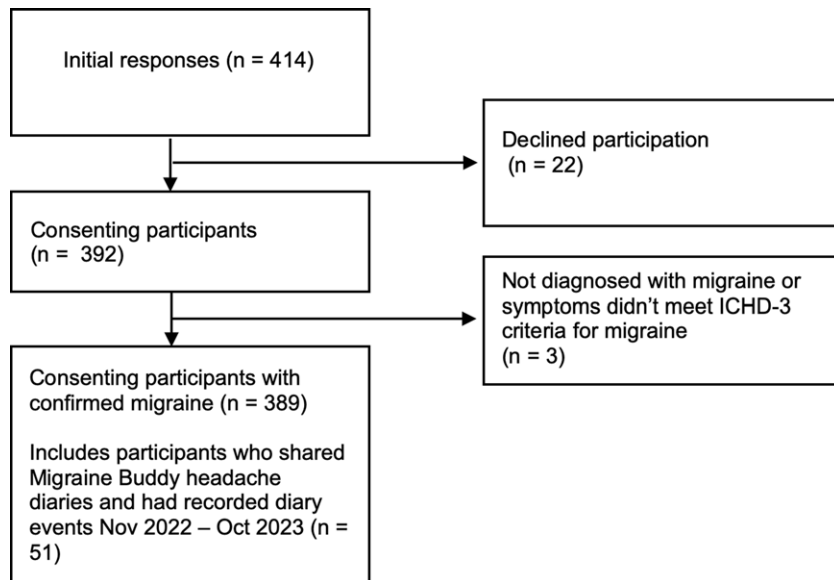 Initial responses (n = 414)
Declined participation
(n = 22)
Consenting participants
(n =  392)
Not diagnosed with migraine or
symptoms didn’t meet ICHD-3
criteria for migraine
(n = 3)
Consenting participants with
confirmed migraine (n = 389)
Includes participants who shared
Migraine Buddy headache
diaries and had recorded diary
events Nov 2022 – Oct 2023 (n =
51)